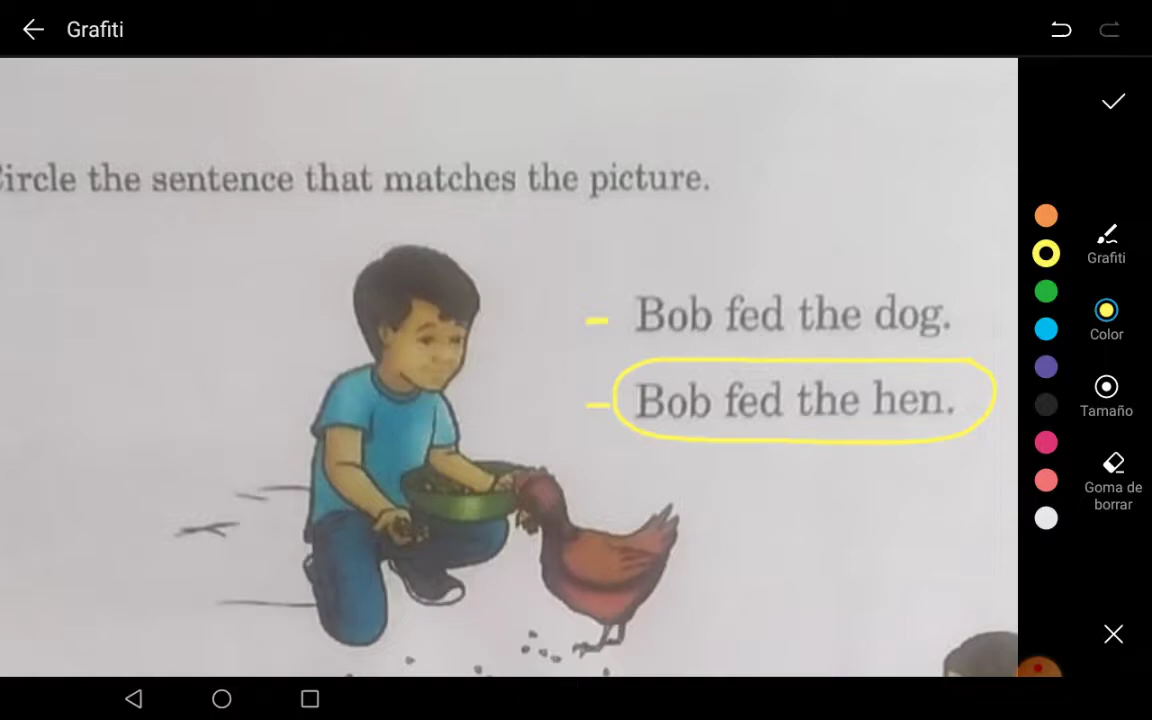 Grafiti
Circle the sentence that matches the picture.
Bob fed the dog.
Bob fed the hen.
Grafiti
Color
Tamaño
Goma de
borrar